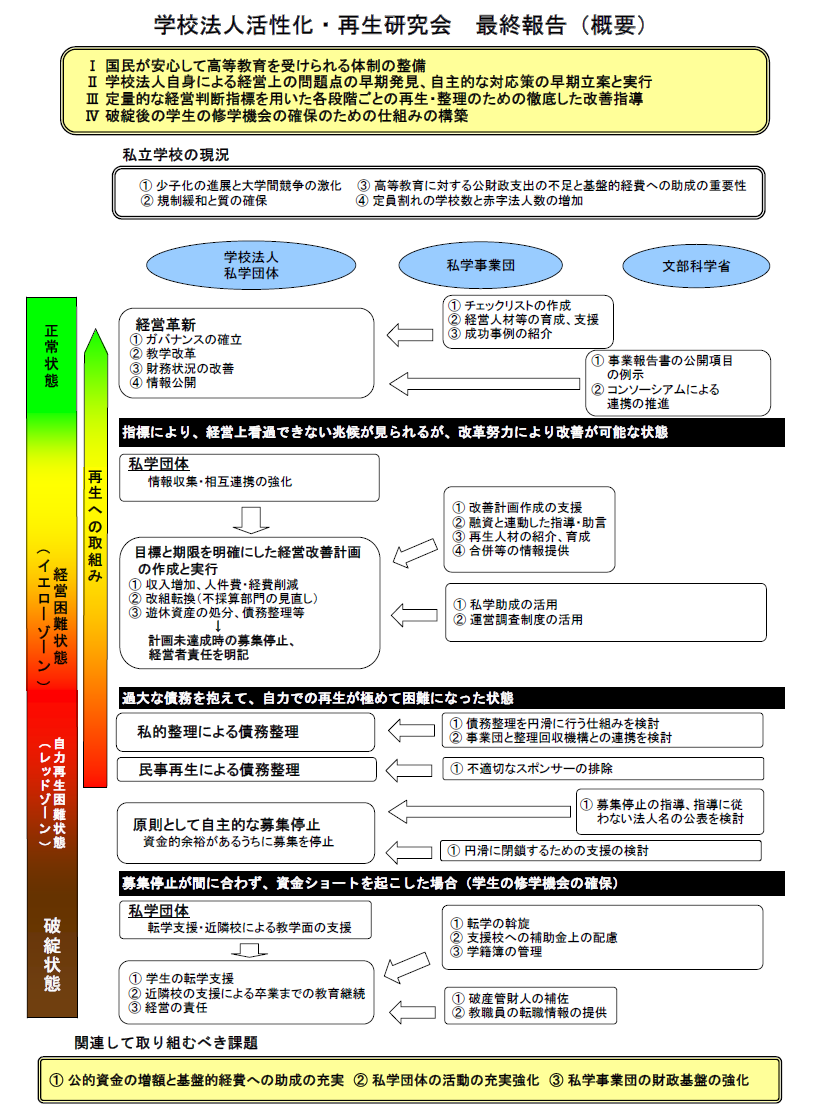 学校法人活性化・再生研究会　最終報告（概要）
Ⅰ 国民が安心して高等教育を受けられる体制の整備
Ⅱ 学校法人自身による経営上の問題点の早期発見、自主的な対応策の早期立案と実行
Ⅲ 定量的な経営判断指標を用いた各段階ごとの再生・整理のための徹底した改善指導
Ⅳ 破綻後の学生の修学機会の確保のための仕組みの構築
私立学校の現況
① 少子化の進展と大学間競争の激化　③ 高等教育に対する公財政支出の不足と基盤的経費への助成の重要性
② 規制緩和と質の確保　④ 定員割れの学校数と赤字法人数の増加
学校法人
私学団体
私学事業団
文部科学省
正常状態
経営困難状態
（イエローゾーン）
自力再生困難状態
（レッドゾーン）
破綻状態
再生への取組み
経営革新
① ガバナンスの確立
② 教学改革
③ 財務状況の改善
④ 情報公開
① チェックリストの作成
② 経営人材等の育成、支援
③ 成功事例の紹介
① 事業報告書の公開項目
の例示
② コンソーシアムによる
連携の推進
指標により、経営上看過できない兆候が見られるが、改革努力により改善が可能な状態
私学団体
情報収集・相互連携の強化
目標と期限を明確にした経営改善計画
の作成と実行
① 収入増加、人件費・経費削減
② 改組転換（不採算部門の見直し）
③ 遊休資産の処分、債務整理等
↓
計画未達成時の募集停止、
経営者責任を明記
① 改善計画作成の支援
② 融資と連動した指導・助言
③ 再生人材の紹介、育成
④ 合併等の情報提供
① 私学助成の活用
② 運営調査制度の活用
過大な債務を抱えて、自力での再生が極めて困難になった状態
私的整理による債務整理
① 債務整理を円滑に行う仕組みを検討
② 事業団と整理回収機構との連携を検討
民事再生による債務整理
① 不適切なスポンサーの排除
原則として自主的な募集停止
資金的余裕があるうちに募集を停止
① 募集停止の指導、指導に従
わない法人名の公表を検討
① 円滑に閉鎖するための支援の検討
募集停止が間に合わず、資金ショートを起こした場合（学生の修学機会の確保）
私学団体
転学支援・近隣校による教学面の支援
① 学生の転学支援
② 近隣校の支援による卒業までの教育継続
③ 経営の責任
① 転学の斡旋
② 支援校への補助金上の配慮
③ 学籍簿の管理
① 破産管財人の補佐
② 教職員の転職情報の提供
関連して取り組むべき課題
① 公的資金の増額と基盤的経費への助成の充実　② 私学団体の活動の充実強化　③ 私学事業団の財政基盤の強化